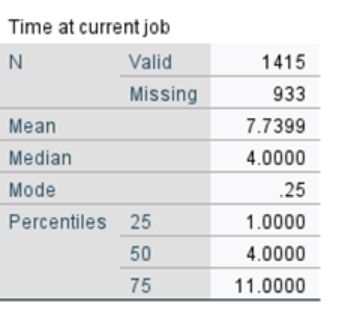 Time at current job
N Valid 1415
Missing 933
Mean 7.7399
Median 4.0000
Mode .25
Percentiles 25 1.0000
50 4.0000
75 11.0000